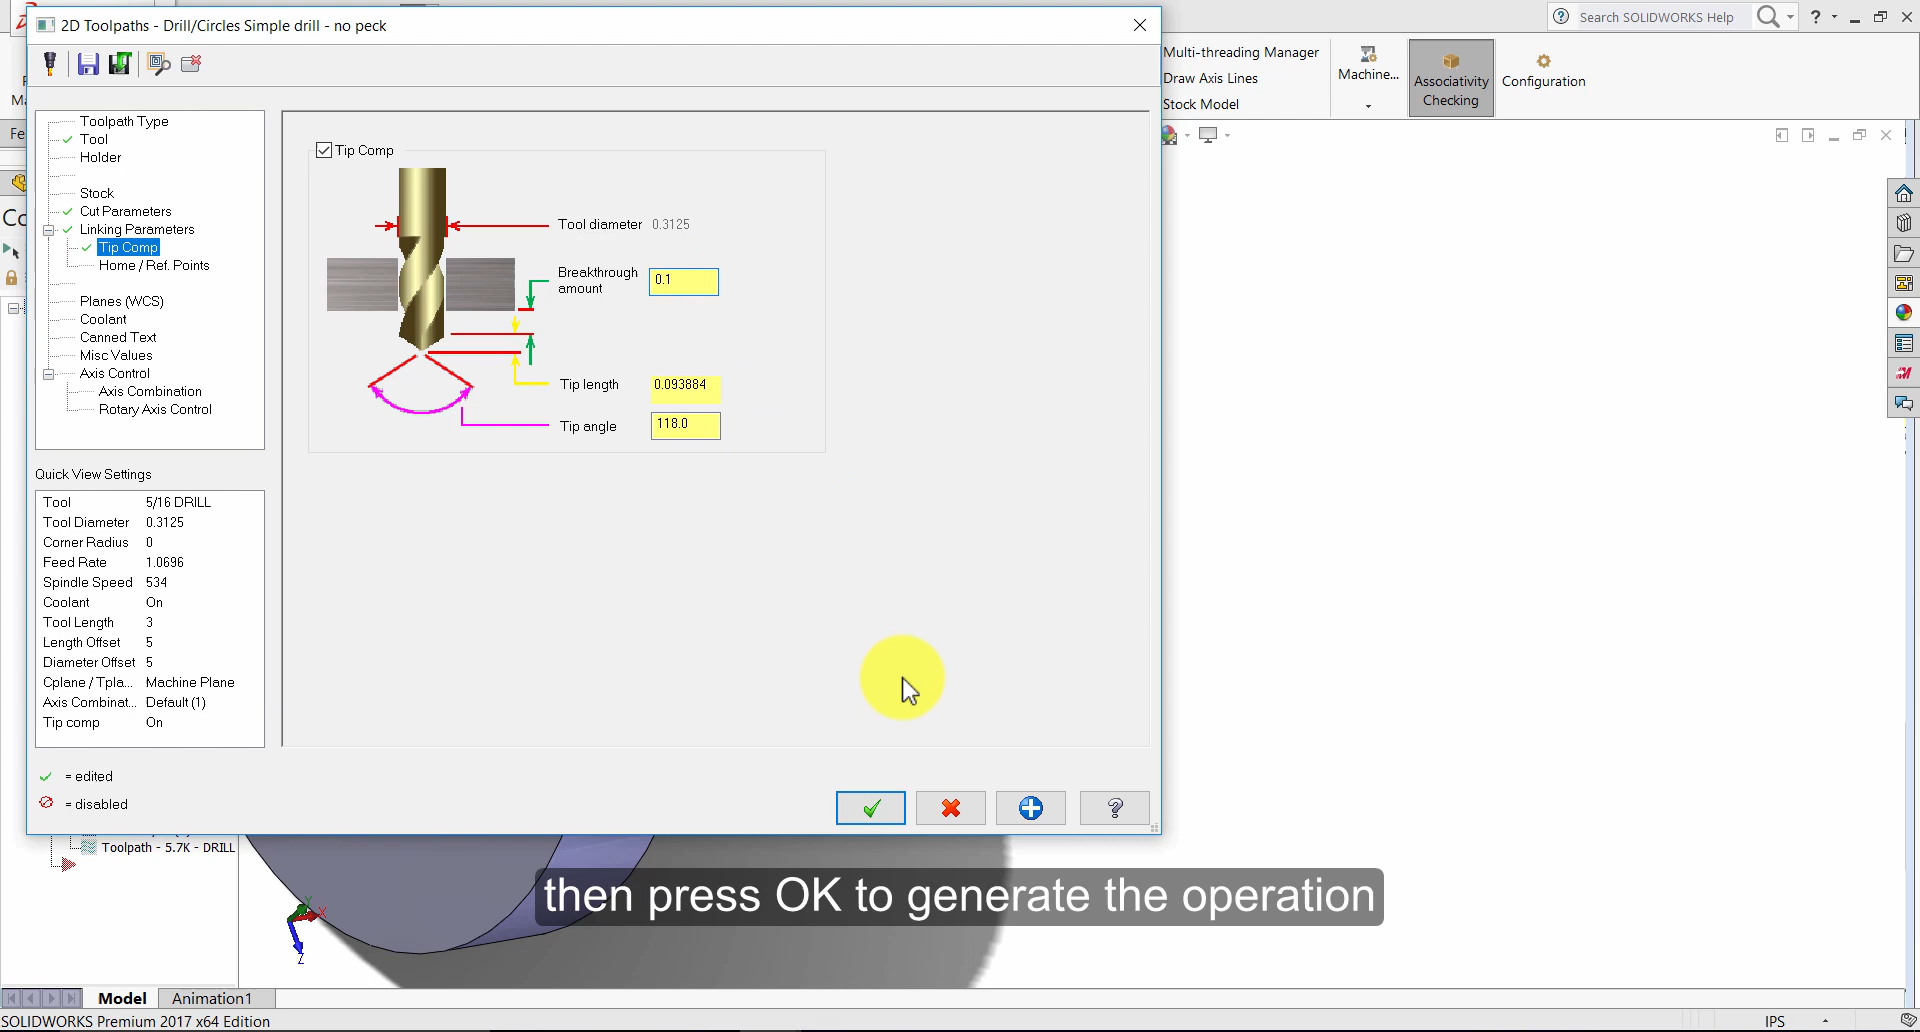 2D Toolpaths - Drill/Circles Simple drill - no peck
Search SOLIDWORKS Help
?
Multi-threading Manager
Draw Axis Lines
Stock Model
Machine...
Associativity
Checking
Configuration
Ma
Fe
Co
Toolpath Type
Tool
Holder
Stock
Cut Parameters
Linking Parameters
Tip Comp
Home / Ref. Points
Planes (WCS)
Coolant
Canned Text
Misc Values
Axis Control
Axis Combination
Rotary Axis Control
Tip Comp
Tool diameter 0.3125
Breakthrough
amount 0.1
Tip length 0.093884
Tip angle 118.0
Quick View Settings
Tool 5/16 DRILL
Tool Diameter 0.3125
Corner Radius 0
Feed Rate 1.0696
Spindle Speed 534
Coolant On
Tool Length 3
Length Offset 5
Diameter Offset 5
Cplane / Tpla... Machine Plane
Axis Combinat... Default (1)
Tip comp On
= edited
= disabled
Toolpath - 5.7K - DRILL
then press OK to generate the operation
Y
X
Z
Model
Animation1
SOLIDWORKS Premium 2017 x64 Edition
IPS